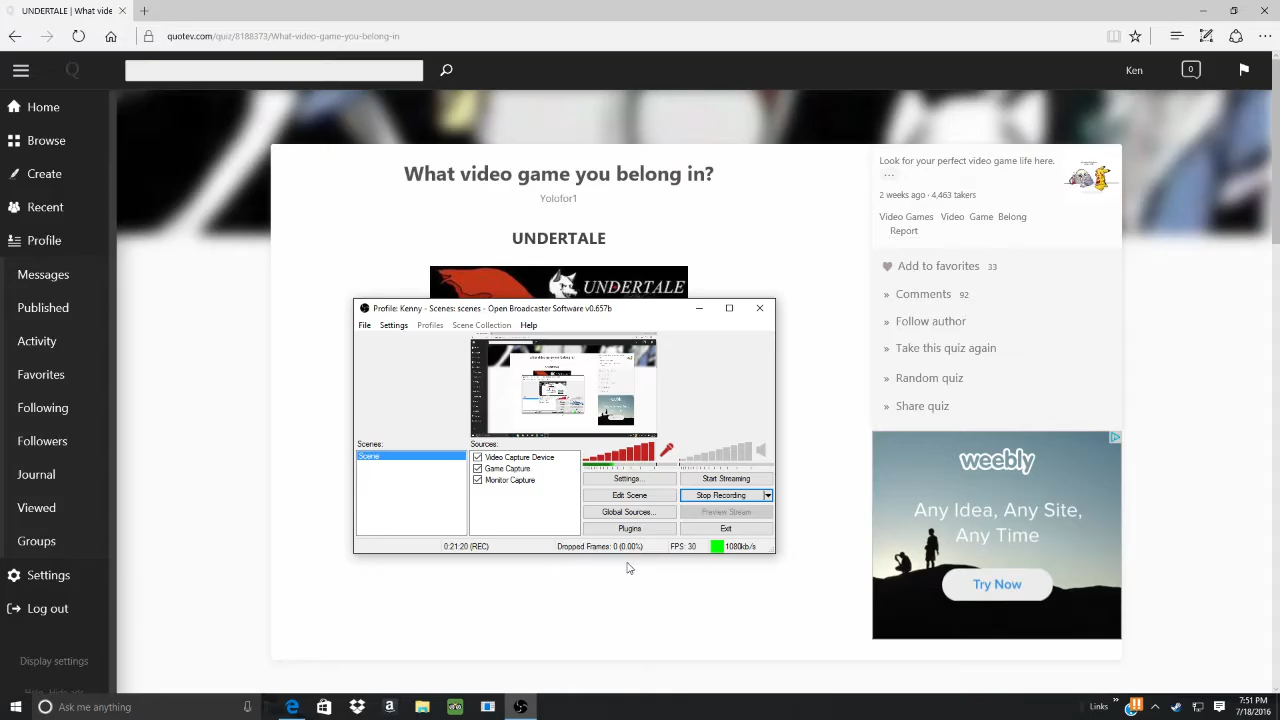 UNDERTALE | What vide
quotev.com/quiz/8188373/What-video-game-you-belong-in
Q
Ken
0
Home
Browse
Create
Recent
Profile
Messages
Published
Activity
Favorites
Following
Followers
Journal
Viewed
Groups
Settings
Log out
Display settings
Help Hide ads
What video game you belong in?
Yolofor1
UNDERTALE
UNDERTALE
Profile: Kenny - Scenes: scenes - Open Broadcaster Software v0.657b
File Settings Profiles Scene Collection Help
Scenes:
Scene
Sources:
Video Capture Device
Game Capture
Monitor Capture
Settings... Start Streaming
Edit Scene Stop Recording
Global Sources... Preview Stream
Plugins Exit
0:21:20 (REC) Dropped Frames: 0 (0.00%) FPS: 30 1080kb/s
Look for your perfect video game life here.
...
2 weeks ago · 4,463 takers
Video Games Video Game Belong
Report
Add to favorites 33
» Comments 92
» Follow author
» Take this quiz again
» Random quiz
» Share quiz
weebly
Any Idea, Any Site,
Any Time
Try Now
Ask me anything
Links
7:51 PM
7/18/2016